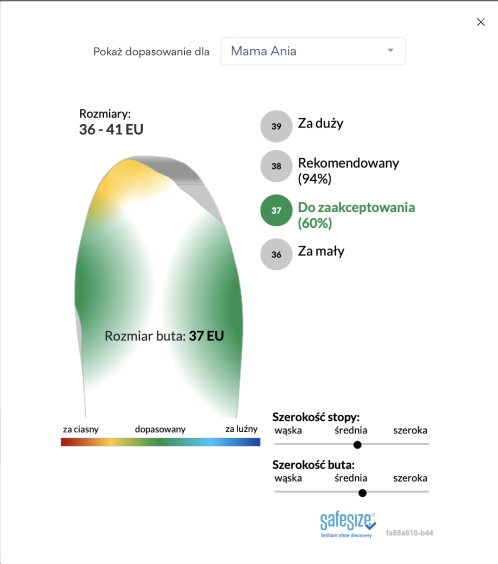 Pokaż dopasowanie dla
Mama Ania
Rozmiary:
36 - 41 EU
39 Za duży
38 Rekomendowany
(94%)
37 Do zaakceptowania
(60%)
36 Za mały
Rozmiar buta: 37 EU
za ciasny dopasowany za luźny
Szerokość stopy:
wąska średnia szeroka
Szerokość buta:
wąska średnia szeroka
safesize
brilliant shoe discovery
fa88a610-b44